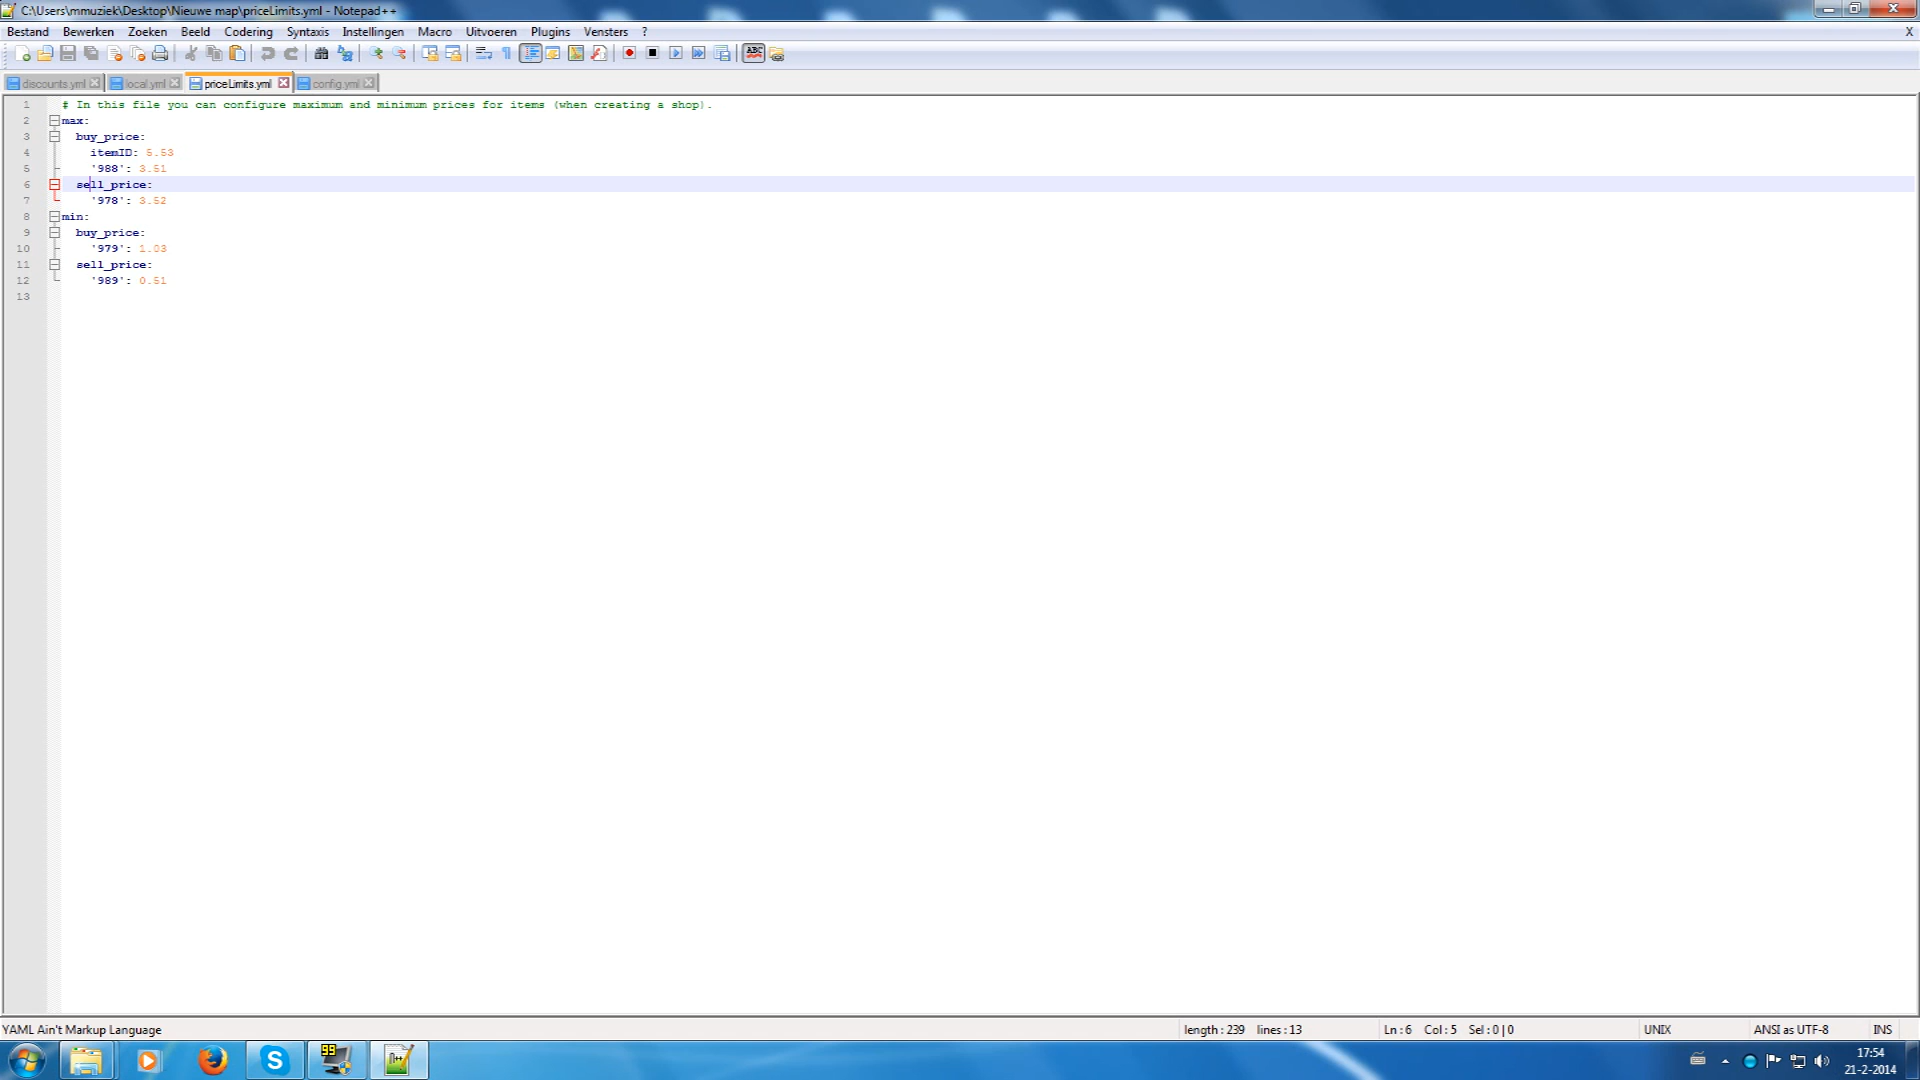 C:\Users\mmuziek\Desktop\Nieuwe map\priceLimits.yml - Notepad++
Bestand Bewerken Zoeken Beeld Codering Syntaxis Instellingen Macro Uitvoeren Plugins Vensters ? X
ABC
discounts.yml local.yml priceLimits.yml config.yml
1 # In this file you can configure maximum and minimum prices for items (when creating a shop).
2 max:
3 buy_price:
4 itemID: 5.53
5 '988': 3.51
6 sell_price:
7 '978': 3.52
8 min:
9 buy_price:
10 '979': 1.03
11 sell_price:
12 '989': 0.51
13
YAML Ain't Markup Language length : 239 lines : 13 Ln : 6 Col : 5 Sel : 0 | 0 UNIX ANSI as UTF-8 INS
99
17:54
21-2-2014